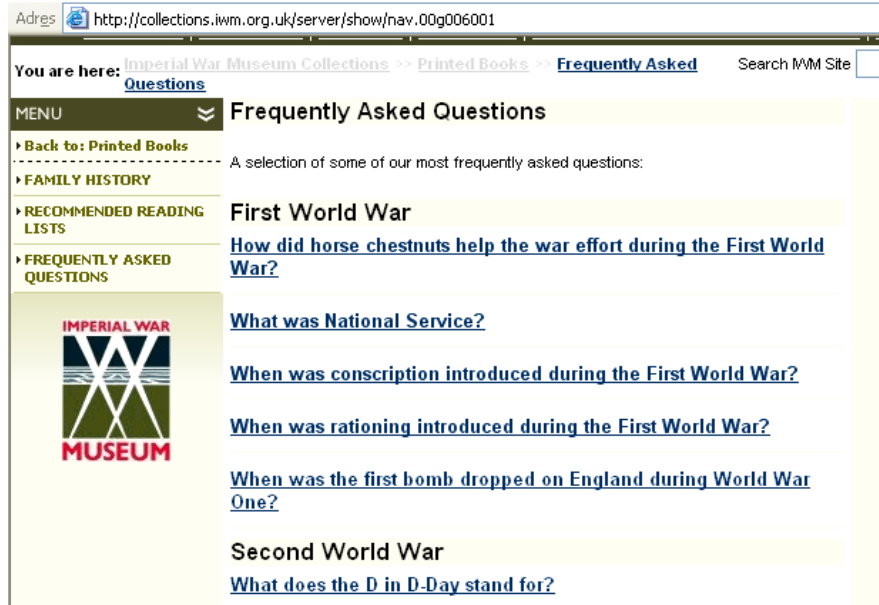 Adres http://collections.iwm.org.uk/server/show/nav.00g006001
You are here: Imperial War Museum Collections >> Printed Books >> Frequently Asked
Questions
Search IWM Site
MENU
Back to: Printed Books
FAMILY HISTORY
RECOMMENDED READING
LISTS
FREQUENTLY ASKED
QUESTIONS
IMPERIAL WAR
MUSEUM
Frequently Asked Questions
A selection of some of our most frequently asked questions:
First World War
How did horse chestnuts help the war effort during the First World
War?
What was National Service?
When was conscription introduced during the First World War?
When was rationing introduced during the First World War?
When was the first bomb dropped on England during World War
One?
Second World War
What does the D in D-Day stand for?